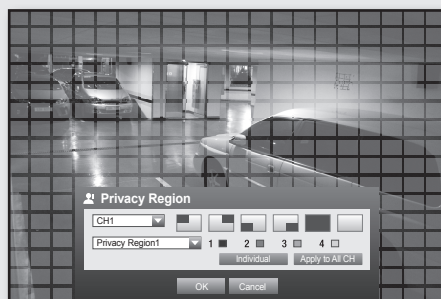 Privacy Region
CH1
Privacy Region1 1 2 3 4
Individual Apply to All CH
OK Cancel